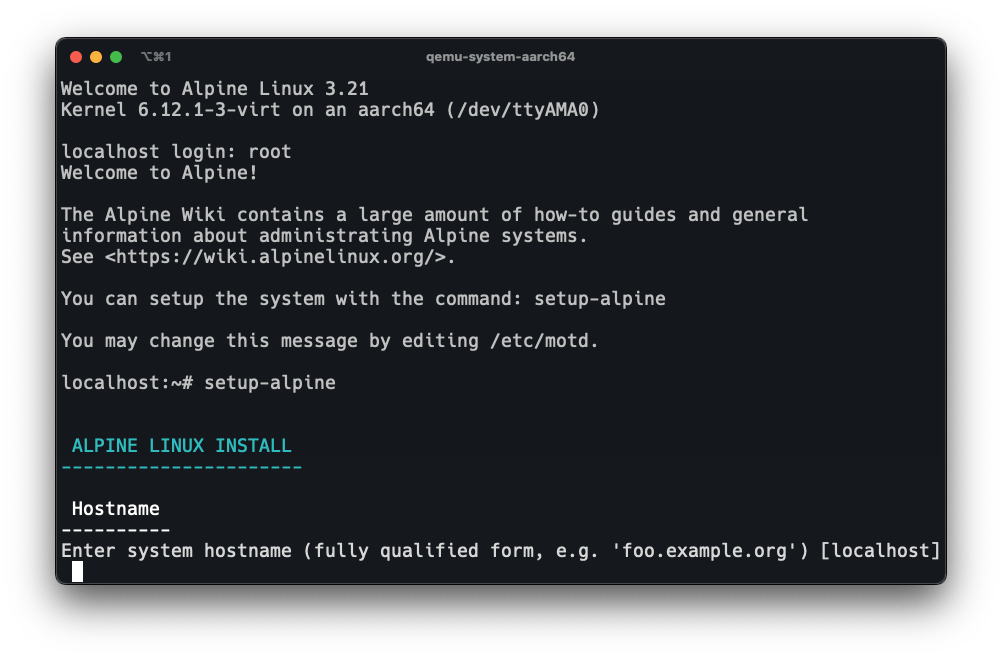 ⌥⌘1 qemu-system-aarch64
Welcome to Alpine Linux 3.21
Kernel 6.12.1-3-virt on an aarch64 (/dev/ttyAMA0)
localhost login: root
Welcome to Alpine!
The Alpine Wiki contains a large amount of how-to guides and general
information about administrating Alpine systems.
See <https://wiki.alpinelinux.org/>.
You can setup the system with the command: setup-alpine
You may change this message by editing /etc/motd.
localhost:~# setup-alpine
ALPINE LINUX INSTALL
----------------------
Hostname
----------
Enter system hostname (fully qualified form, e.g. 'foo.example.org') [localhost]